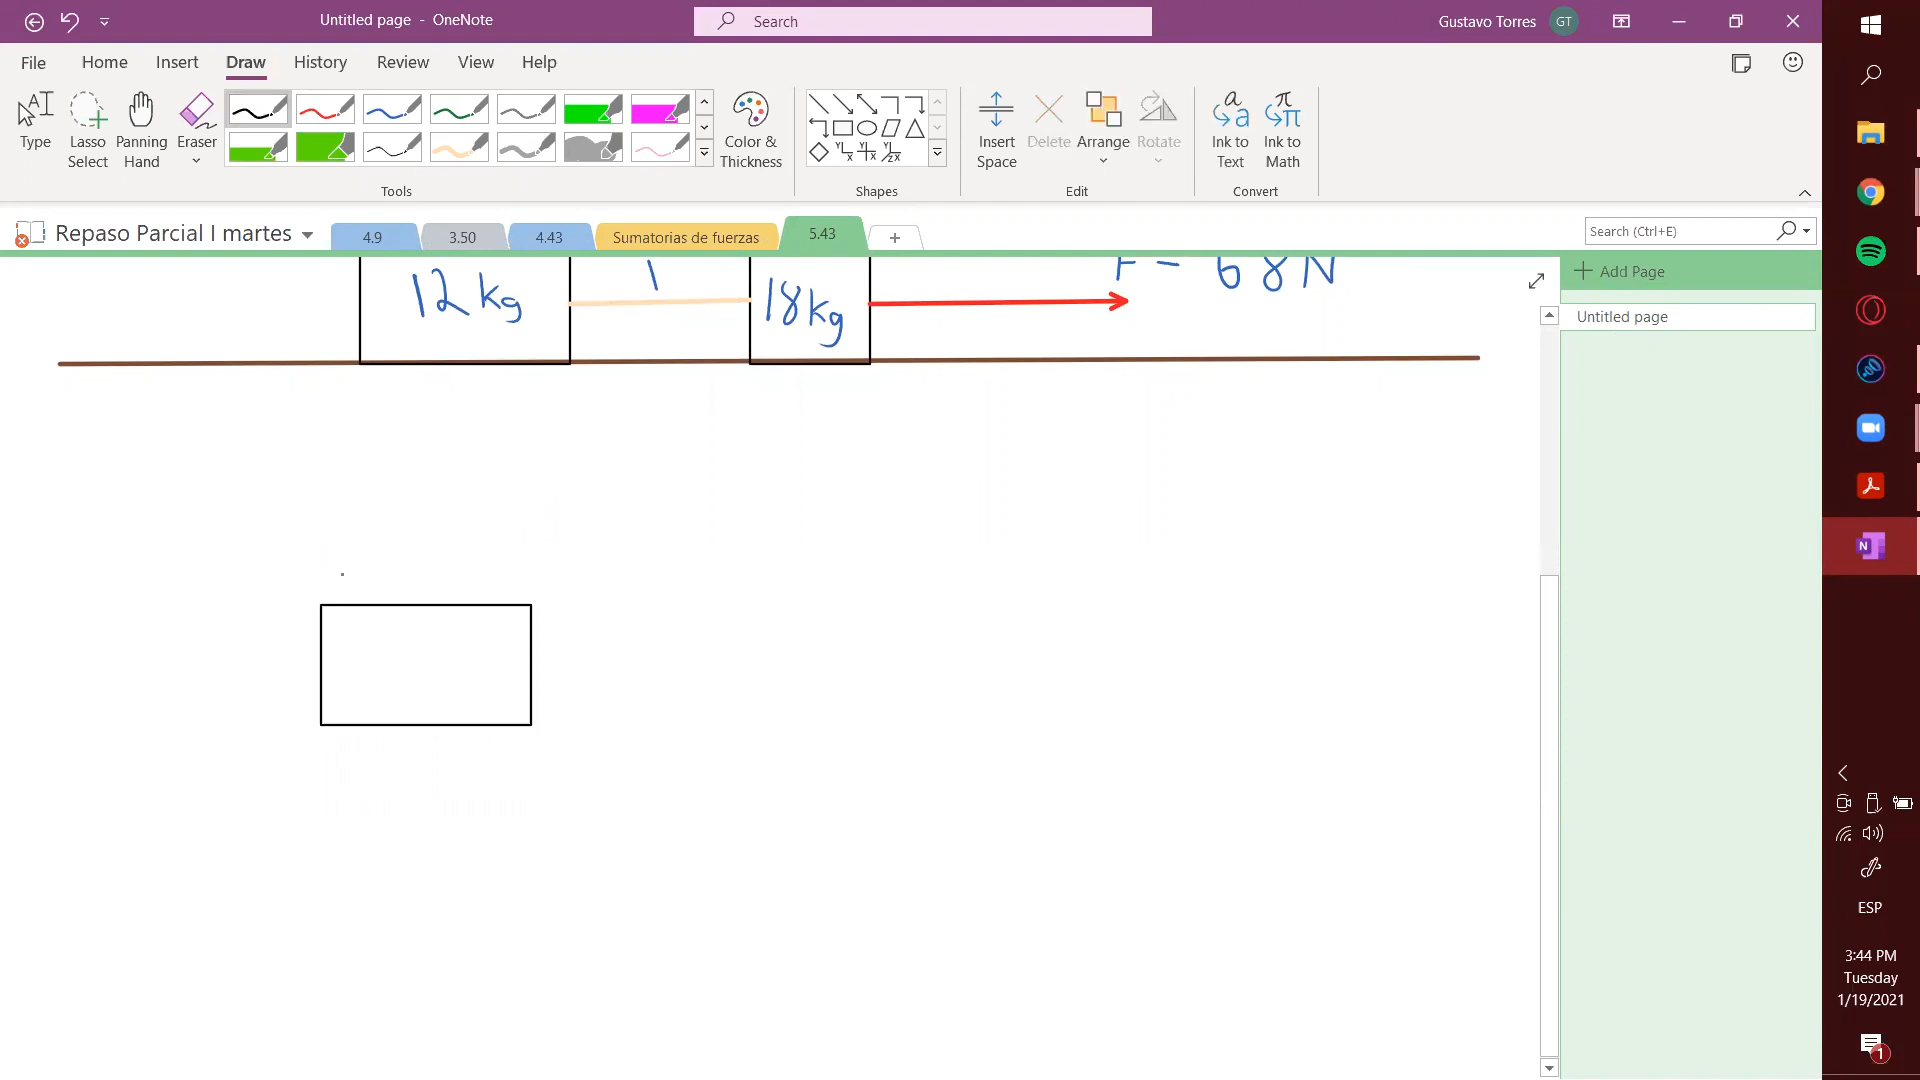 Untitled page - OneNote
Search
Gustavo Torres GT
File Home Insert Draw History Review View Help
Type
Lasso Select
Panning Hand
Eraser
Color & Thickness
Insert Space
Delete
Arrange
Rotate
Ink to Text
Ink to Math
Tools Shapes Edit Convert
Repaso Parcial I martes
4.9 3.50 4.43 Sumatorias de fuerzas 5.43 +
Search (Ctrl+E)
Add Page
Untitled page
12 kg
18 kg
F = 68 N
ESP
3:44 PM
Tuesday
1/19/2021
1